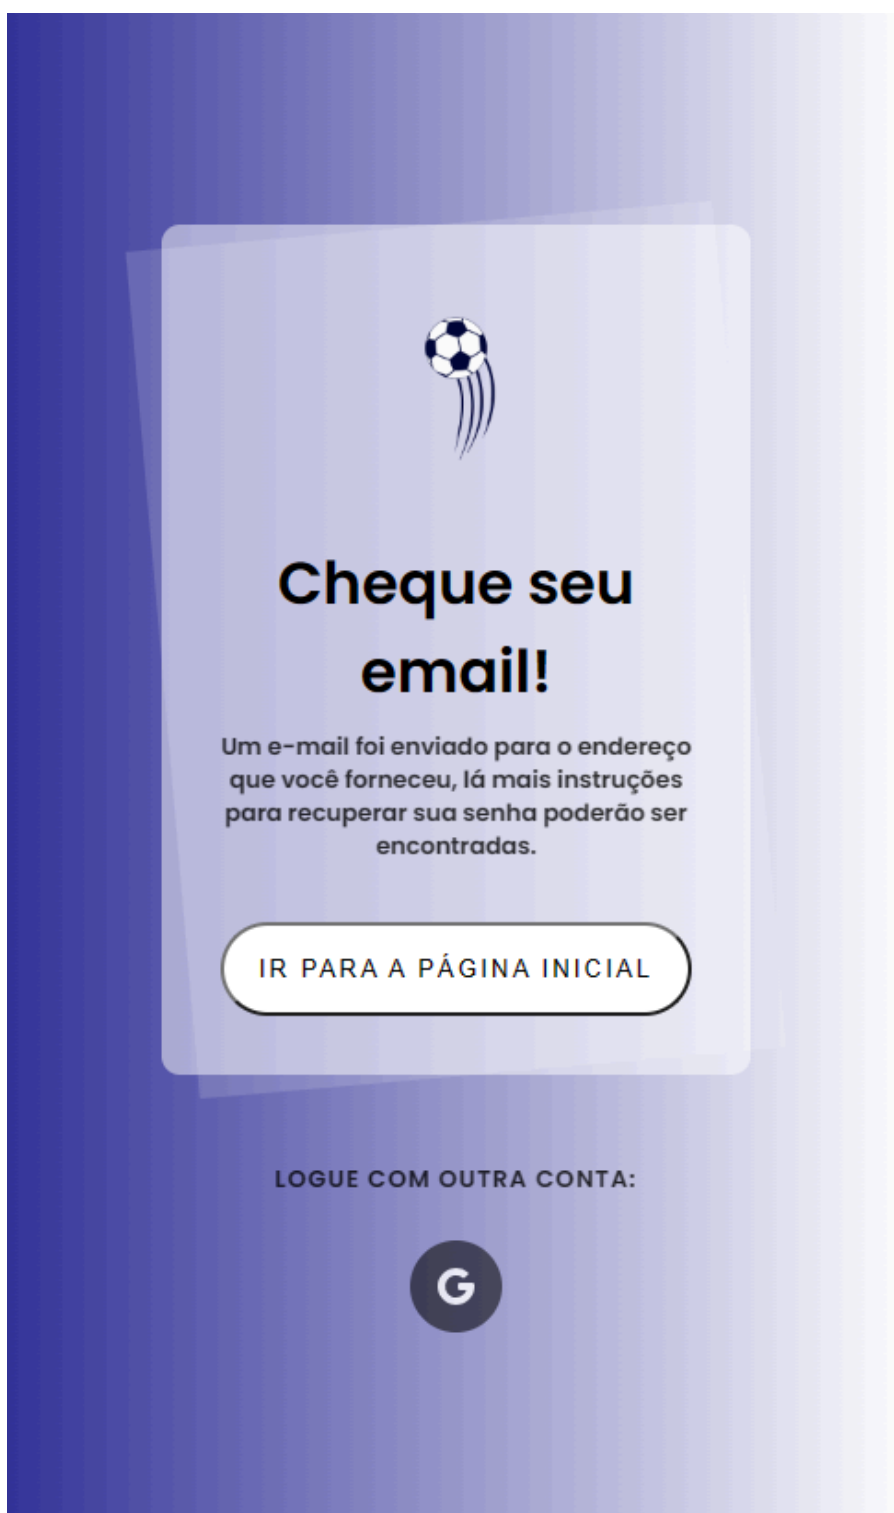 Cheque seu
email!
Um e-mail foi enviado para o endereço
que você forneceu, lá mais instruções
para recuperar sua senha poderão ser
encontradas.
IR PARA A PÁGINA INICIAL
LOGUE COM OUTRA CONTA:
G